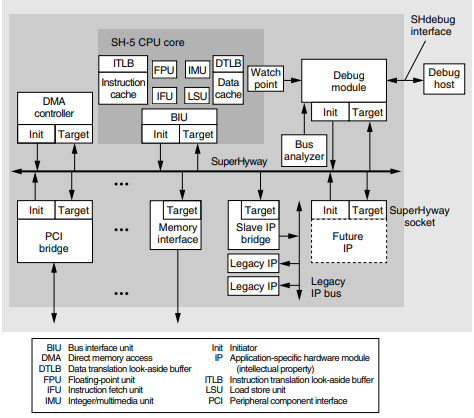 SHdebug
interface
SH-5 CPU core
ITLB
Instruction
cache
FPU
IMU
IFU
LSU
DTLB
Data
cache
Watch
point
Debug
module
Init
Target
Debug
host
DMA
controller
Init
Target
BIU
Init
Target
Bus
analyzer
SuperHyway
Init
Target
PCI
bridge
Target
Memory
interface
Target
Slave IP
bridge
Legacy IP
Legacy IP
Legacy
IP bus
Init
Target
Future
IP
SuperHyway
socket
BIU Bus interface unit
DMA Direct memory access
DTLB Data translation look-aside buffer
FPU Floating-point unit
IFU Instruction fetch unit
IMU Integer/multimedia unit
Init Initiator
IP Application-specific hardware module
(intellectual property)
ITLB Instruction translation look-aside buffer
LSU Load store unit
PCI Peripheral component interface